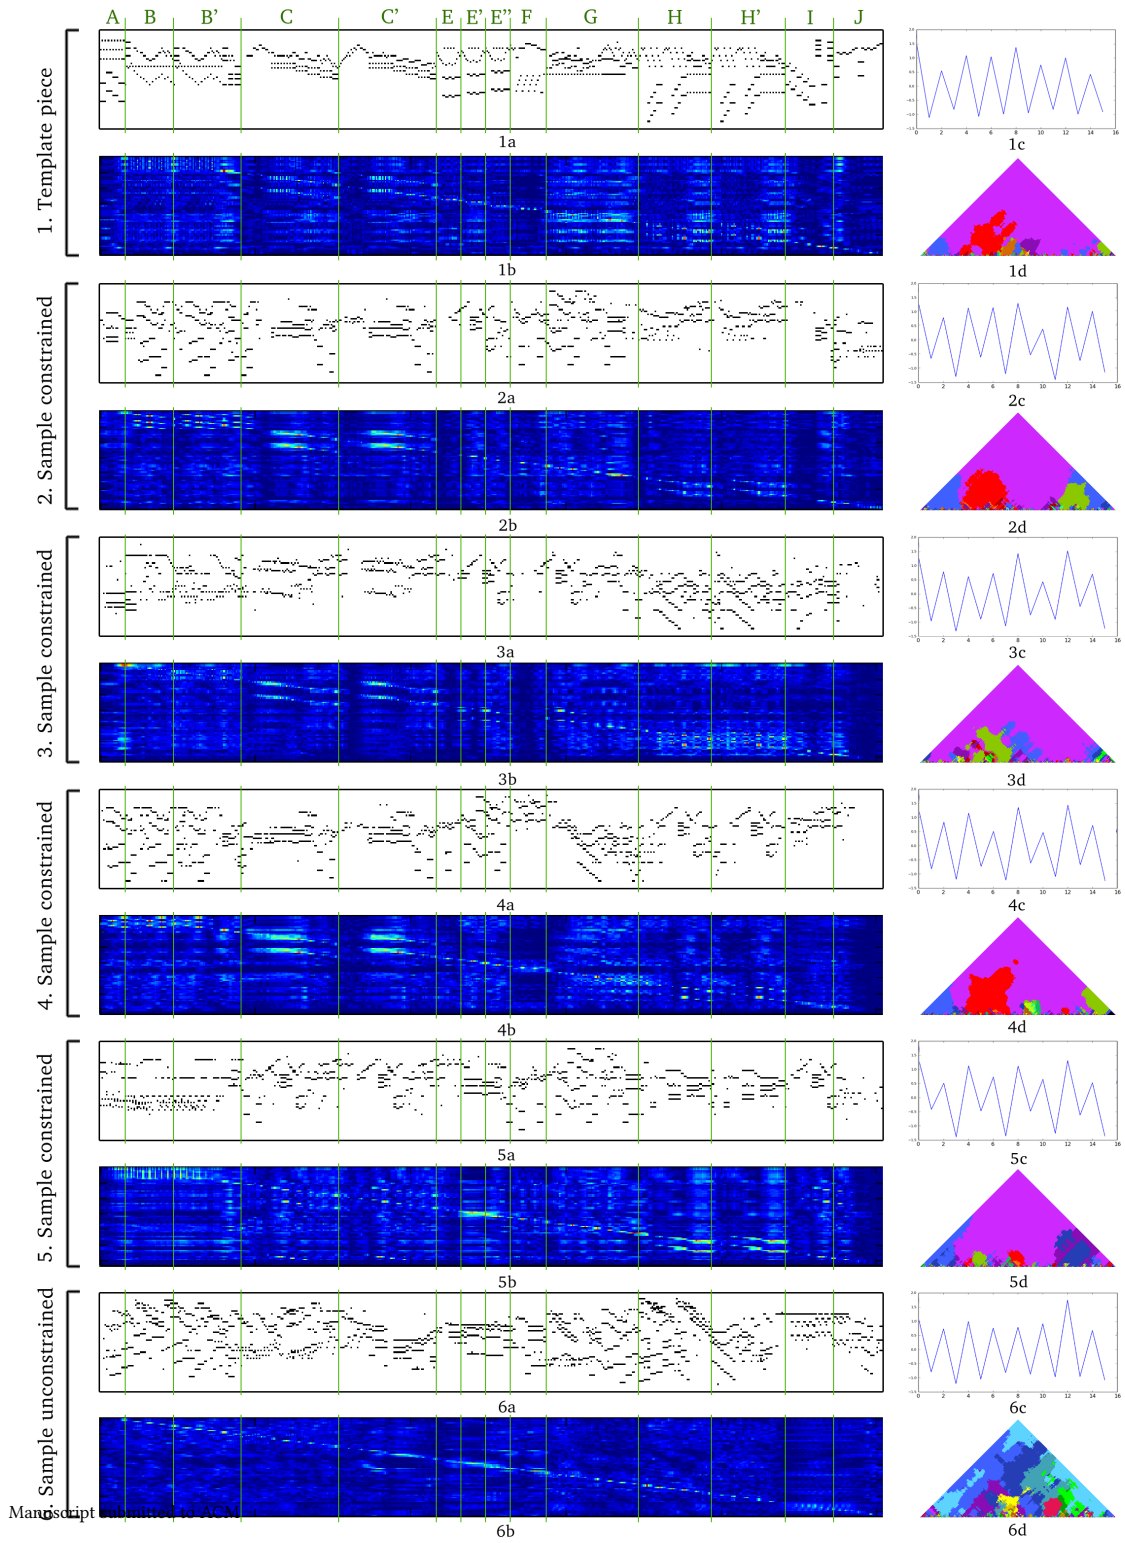 A B B’ C C’ E E’ E” F G H H’ I J
1. Template piece
1a
1c
1b
1d
2. Sample constrained
2a
2c
2b
2d
3. Sample constrained
3a
3c
3b
3d
4. Sample constrained
4a
4c
4b
4d
5. Sample constrained
5a
5c
5b
5d
6. Sample unconstrained
6a
6c
6b
6d
Manuscript submitted to ACM